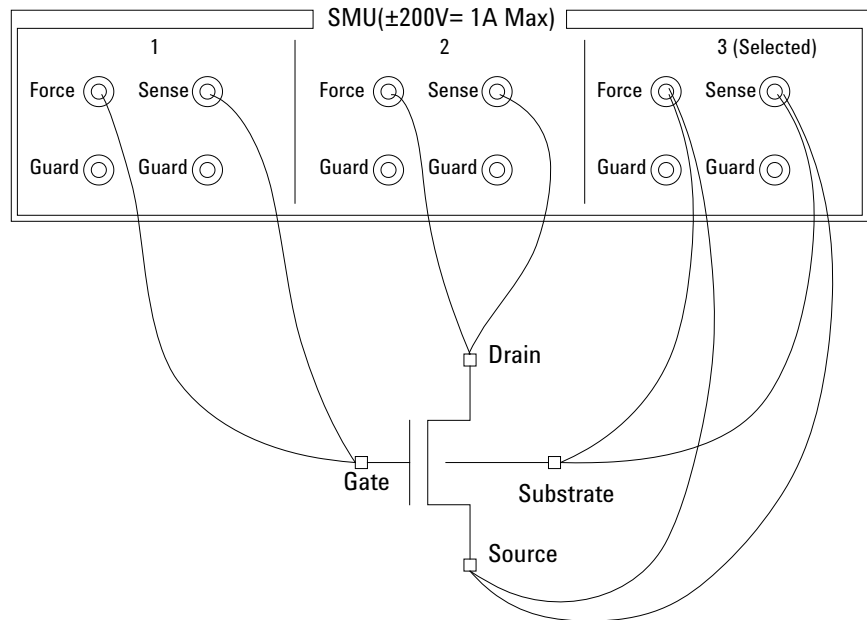 SMU(±200V= 1A Max)
1
2
3 (Selected)
Force
Sense
Force
Sense
Force
Sense
Guard
Guard
Guard
Guard
Guard
Guard
Drain
Gate
Substrate
Source